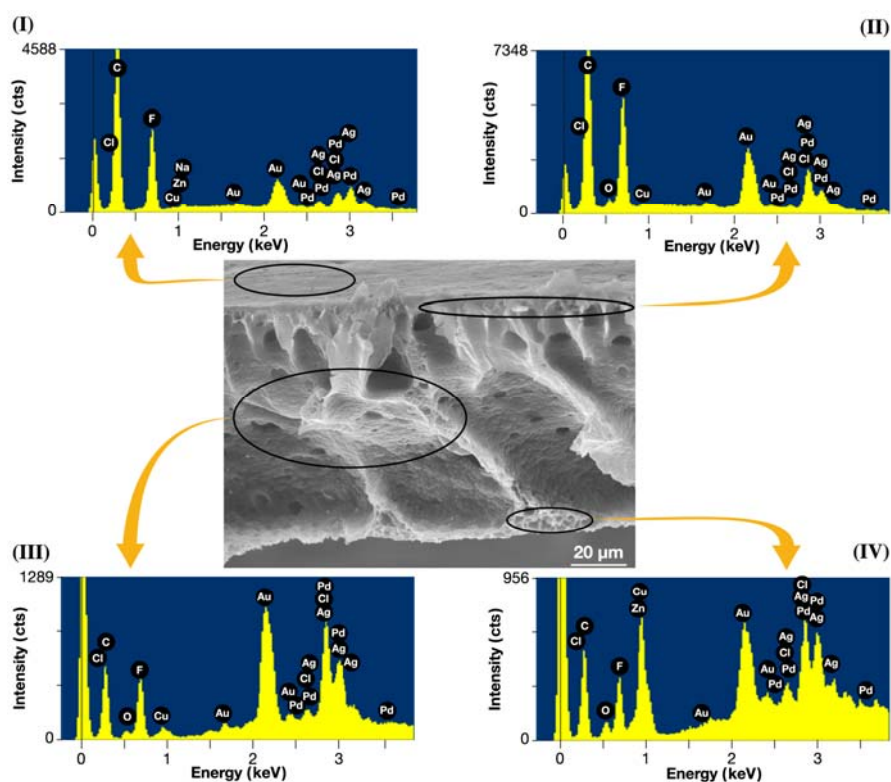 (I)
4588
Intensity (cts)
0
C
F
Cl
Na
Zn
Cu
Au
Au
Au
Pd
Ag
Cl
Pd
Pd
Cl
Ag
Ag
Pd
Ag
Pd
0 1 2 3
Energy (keV)
(II)
7348
Intensity (cts)
0
C
F
Cl
O
Cu
Au
Au
Au
Pd
Ag
Cl
Pd
Ag
Pd
Cl
Ag
Pd
Ag
Pd
0 1 2 3
Energy (keV)
20 µm
(III)
1289
Intensity (cts)
0
C
Cl
F
O
Cu
Au
Au
Au
Pd
Ag
Cl
Pd
Pd
Cl
Ag
Pd
Ag
Ag
Pd
0 1 2 3
Energy (keV)
(IV)
956
Intensity (cts)
0
C
Cl
F
O
Cu
Zn
Au
Au
Au
Pd
Ag
Cl
Pd
Cl
Ag
Pd
Pd
Ag
Ag
Pd
0 1 2 3
Energy (keV)